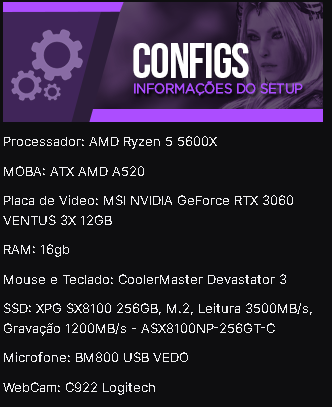 CONFIGS
INFORMAÇÕES DO SETUP
Processador: AMD Ryzen 5 5600X
MOBA: ATX AMD A520
Placa de Vídeo: MSI NVIDIA GeForce RTX 3060
VENTUS 3X 12GB
RAM: 16gb
Mouse e Teclado: CoolerMaster Devastator 3
SSD: XPG SX8100 256GB, M.2, Leitura 3500MB/s,
Gravação 1200MB/s - ASX8100NP-256GT-C
Microfone: BM800 USB VEDO
WebCam: C922 Logitech